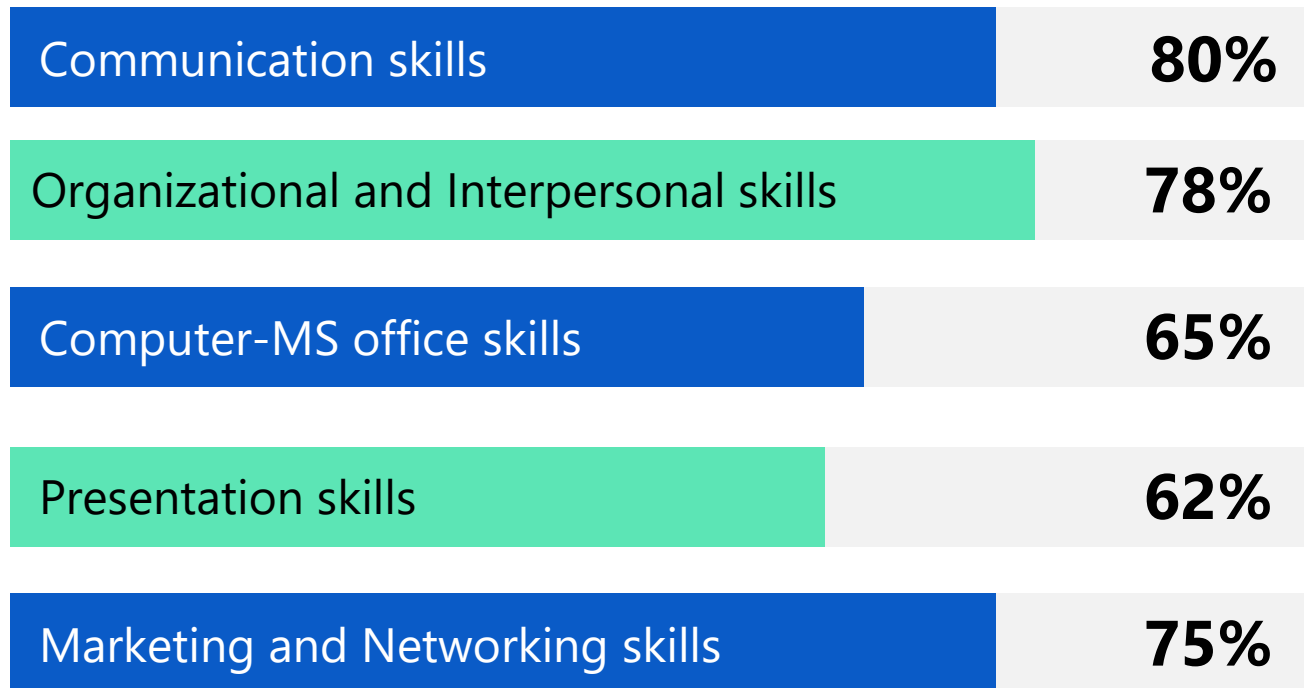 Communication skills 80%
Organizational and Interpersonal skills 78%
Computer-MS office skills 65%
Presentation skills 62%
Marketing and Networking skills 75%